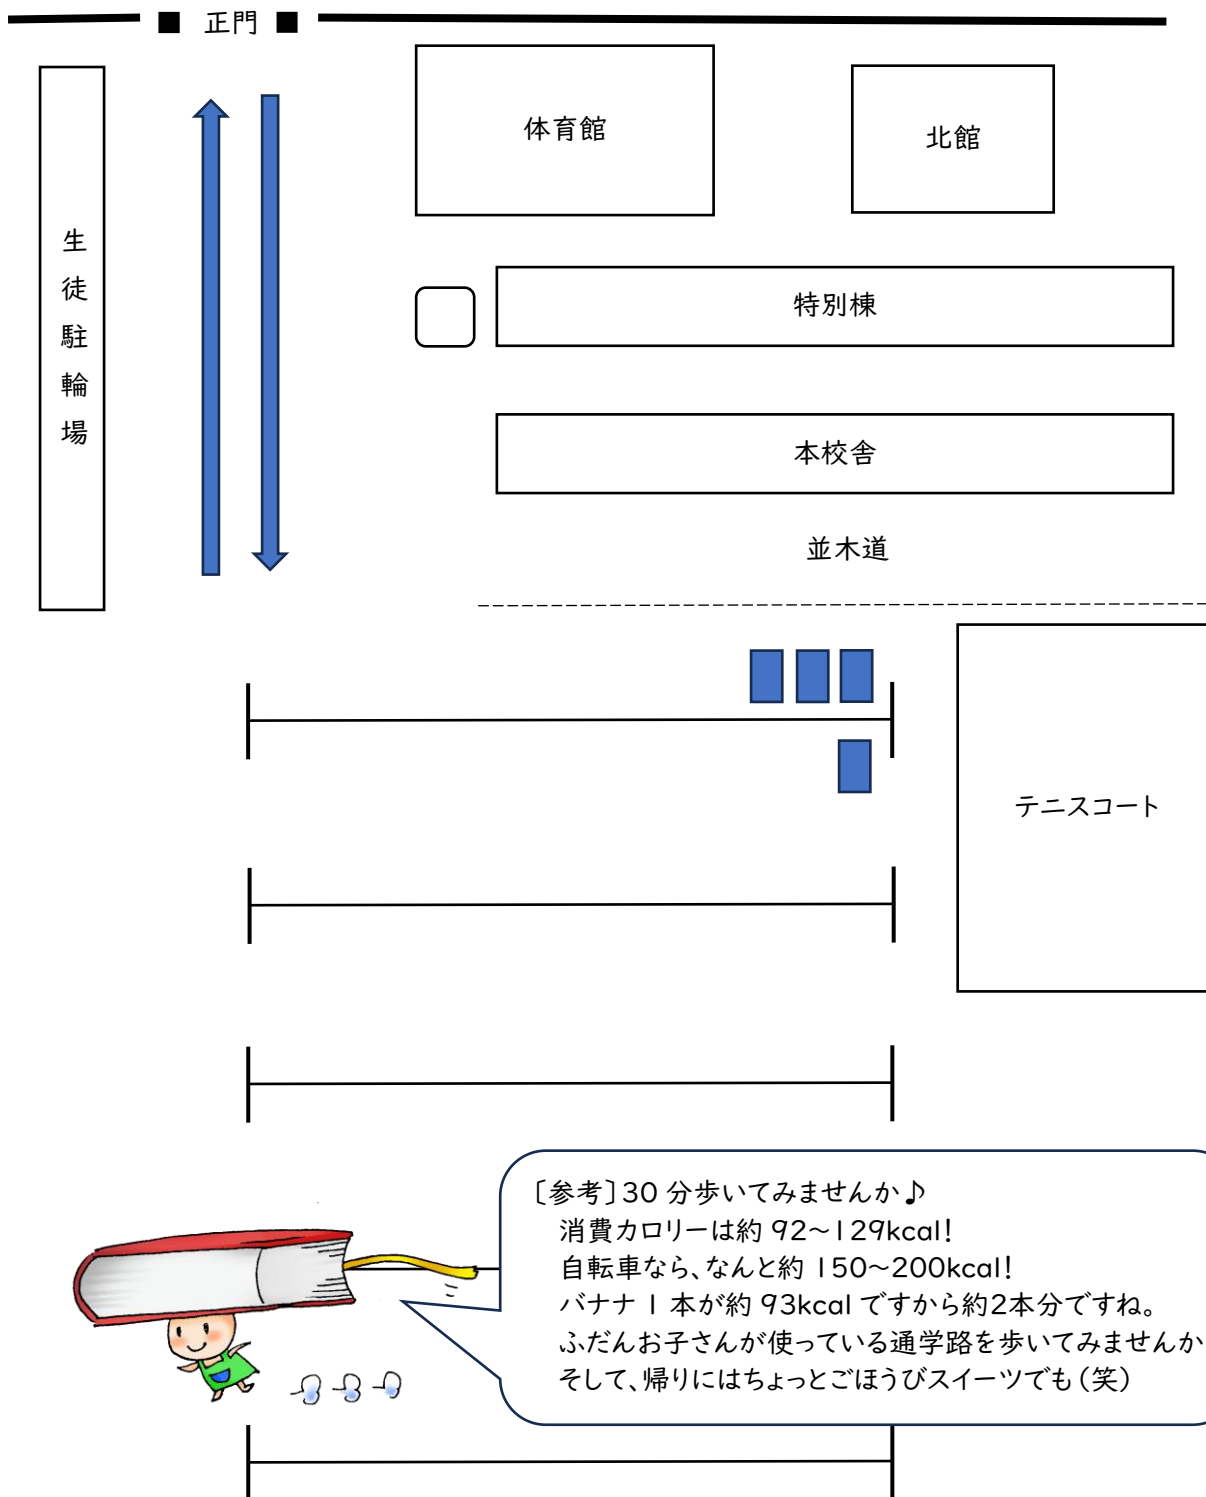 ■ 正門 ■
体育館
北館
生徒駐輪場
特別棟
本校舎
並木道
テニスコート
〔参考〕30 分歩いてみませんか♪
消費カロリーは約 92～129kcal!
自転車なら、なんと約 150～200kcal!
バナナ 1 本が約 93kcal ですから約2本分ですね。
ふだんお子さんが使っている通学路を歩いてみませんか
そして、帰りにはちょっとごほうびスイーツでも(笑)